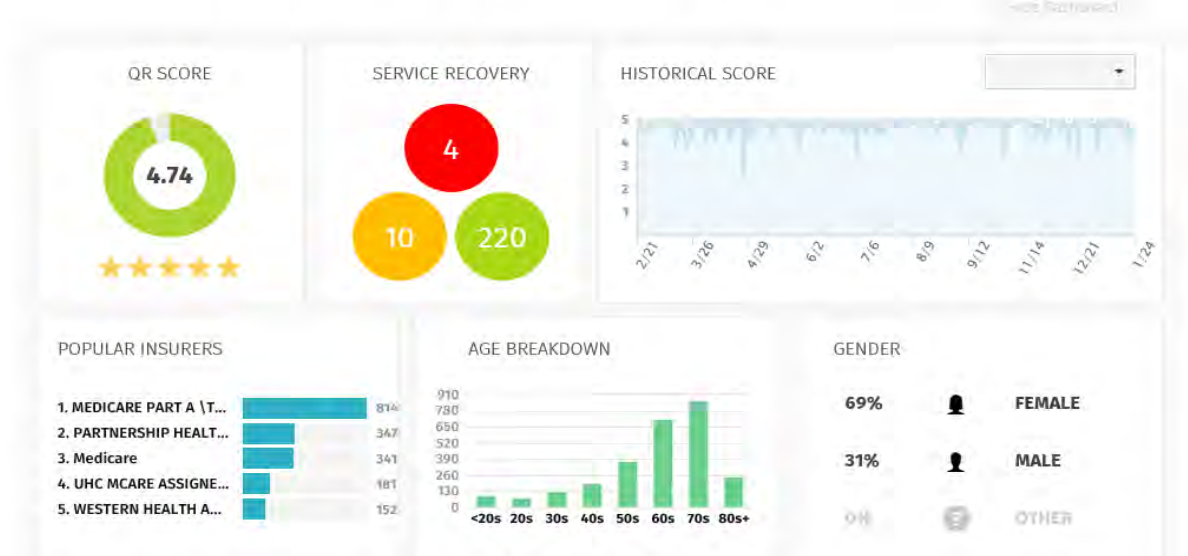 QR SCORE
4.74
SERVICE RECOVERY
4
10
220
HISTORICAL SCORE
5
4
3
2
1
2/21
3/26
4/29
6/2
7/6
8/9
9/12
11/14
12/21
1/24
POPULAR INSURERS
1. MEDICARE PART A \T... 814
2. PARTNERSHIP HEALT... 347
3. Medicare 341
4. UHC MCARE ASSIGNE... 181
5. WESTERN HEALTH A... 152
AGE BREAKDOWN
910
780
650
520
390
260
130
0
<20s 20s 30s 40s 50s 60s 70s 80s+
GENDER
69% FEMALE
31% MALE
0% OTHER